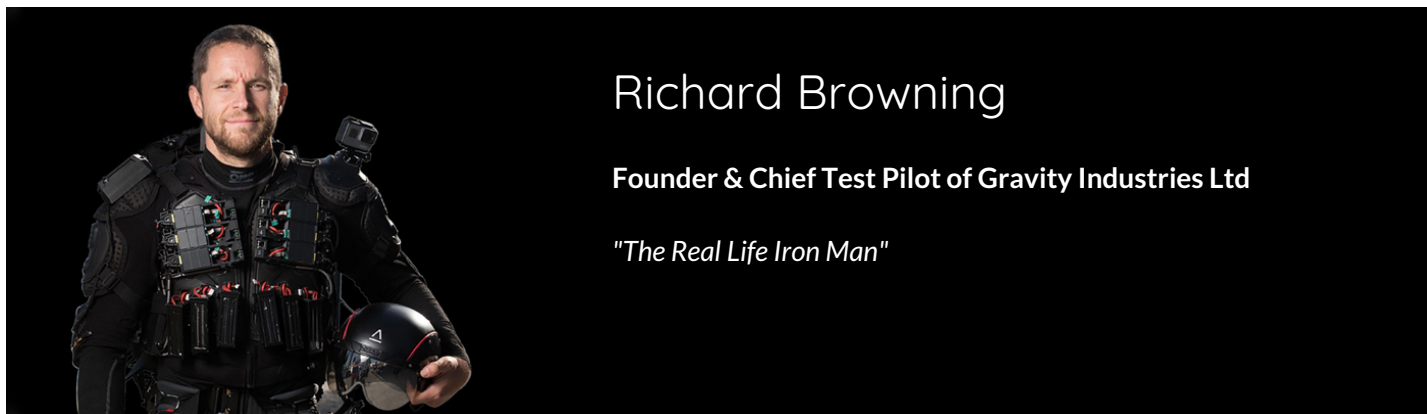 Richard Browning
Founder & Chief Test Pilot of Gravity Industries Ltd
"The Real Life Iron Man"